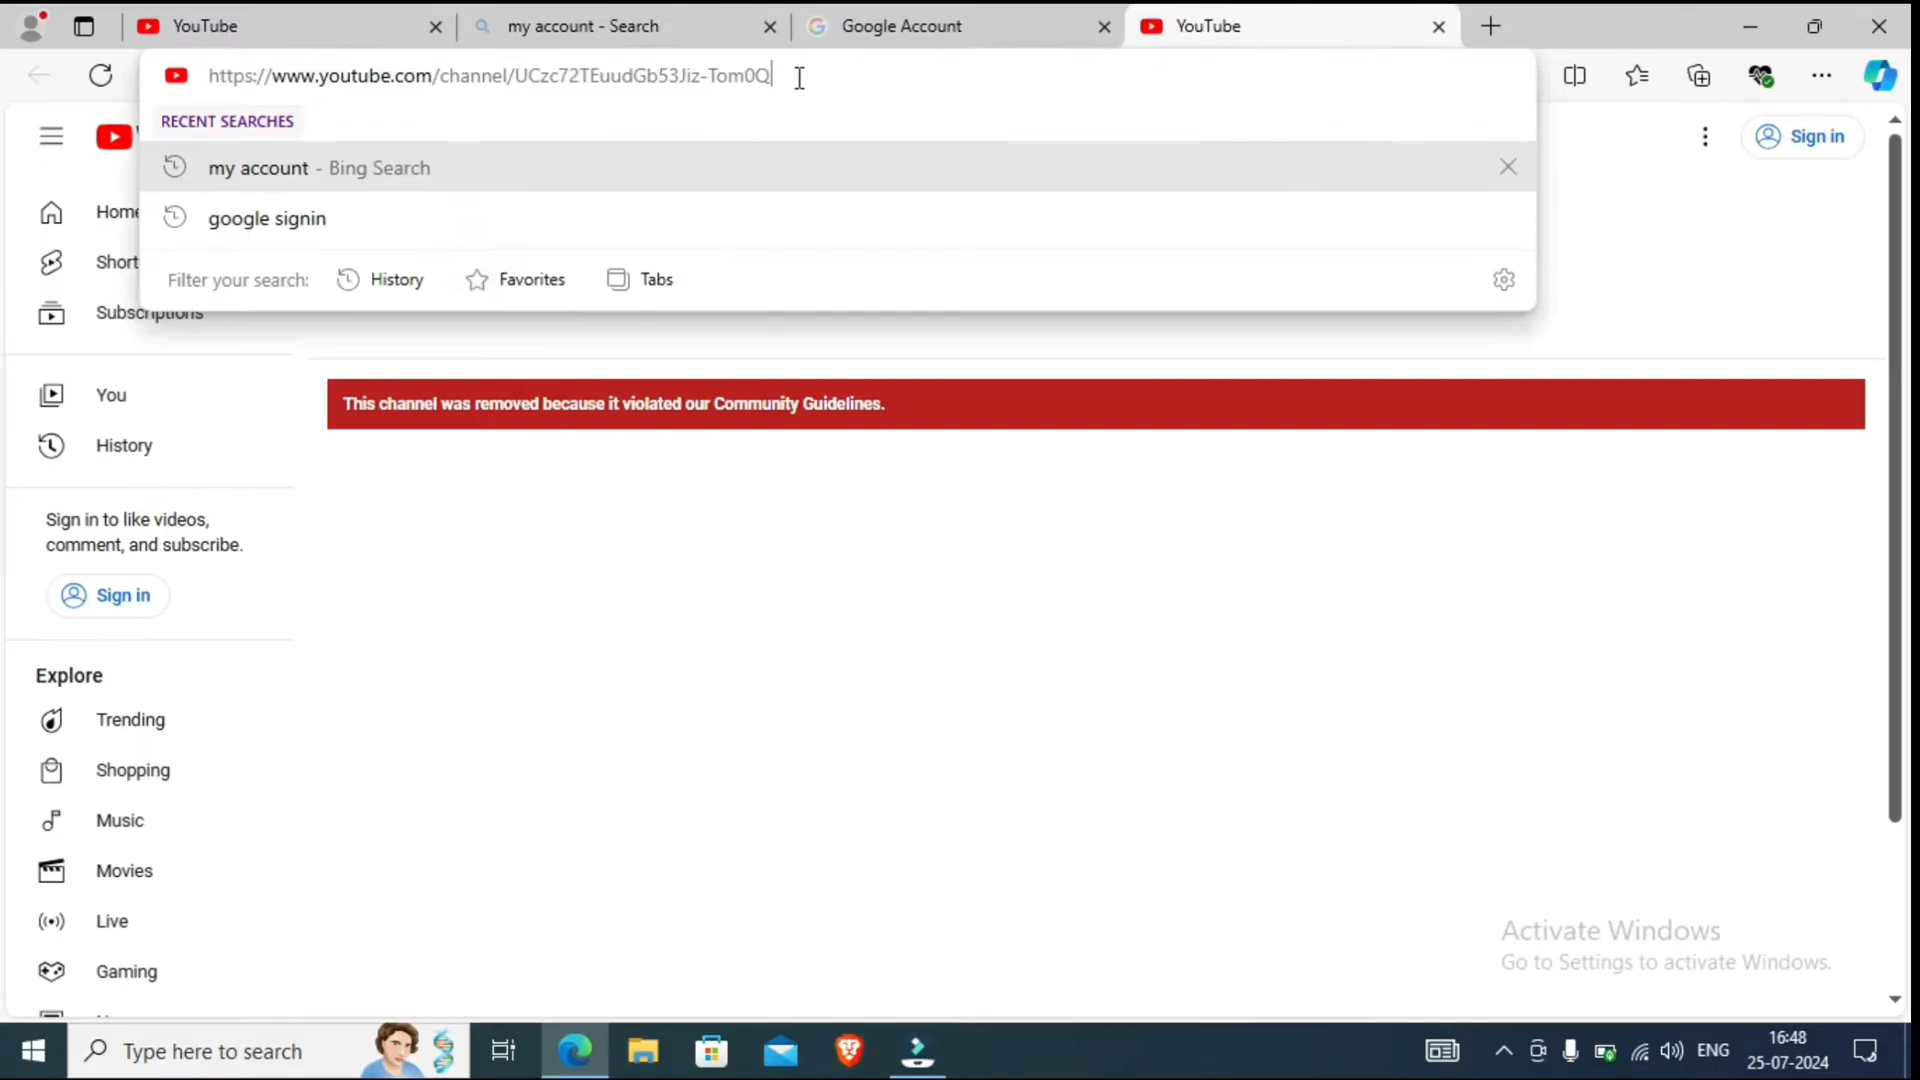 YouTube
my account - Search
Google Account
YouTube
https://www.youtube.com/channel/UCzc72TEuudGb53Jiz-Tom0Q
RECENT SEARCHES
my account - Bing Search
google signin
Filter your search: History Favorites Tabs
Sign in
Home
Short
Subscriptions
This channel was removed because it violated our Community Guidelines.
You
History
Sign in to like videos,
comment, and subscribe.
Sign in
Explore
Trending
Shopping
Music
Movies
Live
Gaming
Activate Windows
Go to Settings to activate Windows.
Type here to search
ENG
16:48
25-07-2024